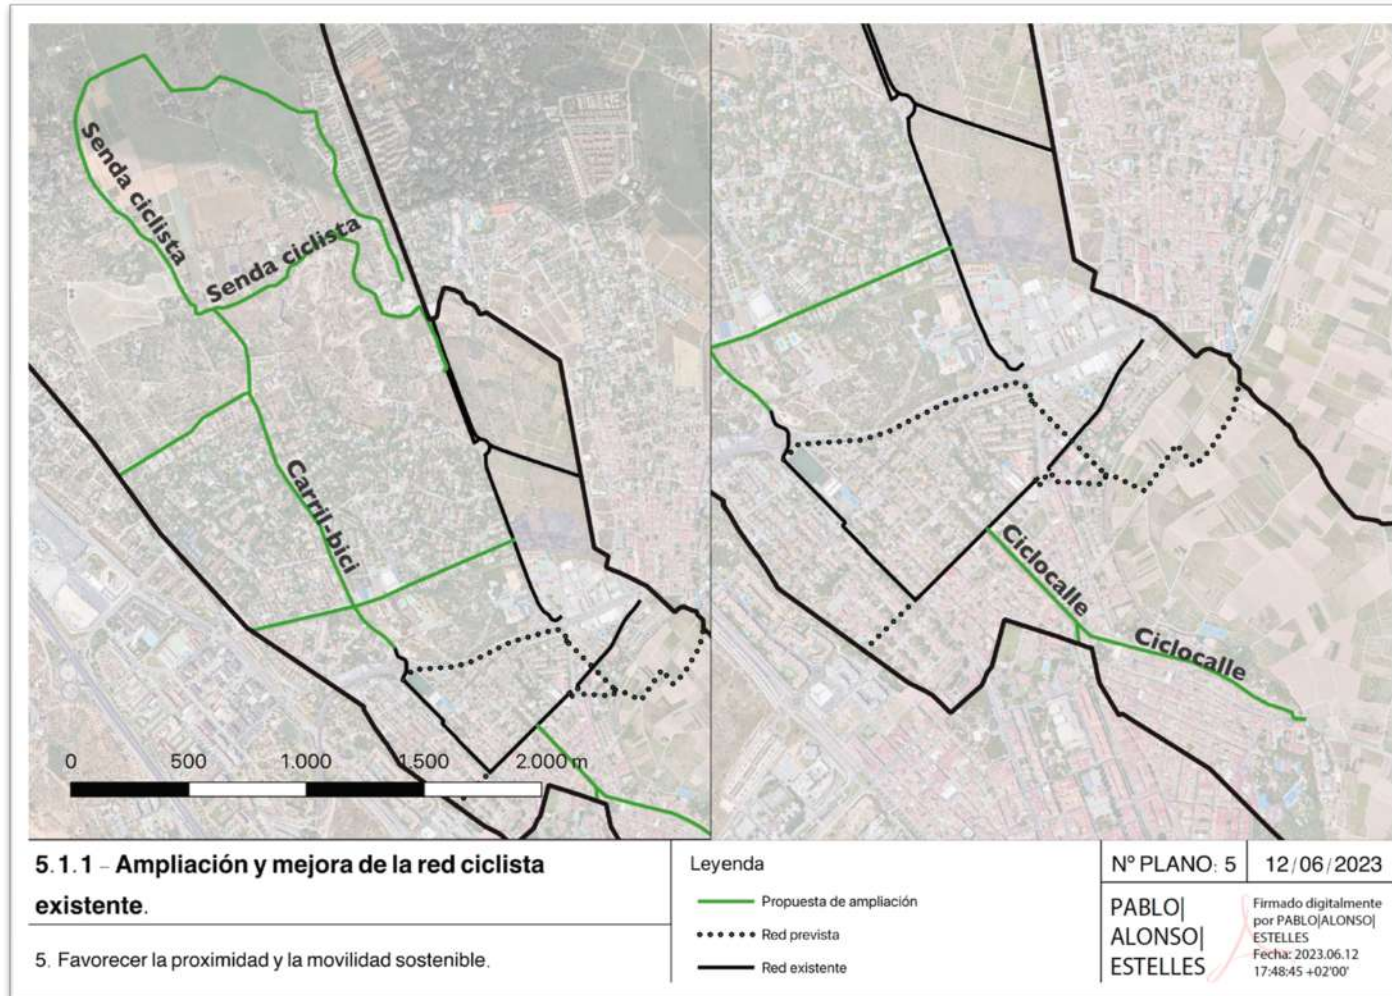 Senda ciclista
Senda ciclista
Carril-bici
Ciclocalle
Ciclocalle
0 500 1.000 1.500 2.000 m
5.1.1 – Ampliación y mejora de la red ciclista
existente.
5. Favorecer la proximidad y la movilidad sostenible.
Leyenda
Propuesta de ampliación
Red prevista
Red existente
Nº PLANO: 5
12/06/2023
PABLO|
ALONSO|
ESTELLES
Firmado digitalmente
por PABLO|ALONSO|
ESTELLES
Fecha: 2023.06.12
17:48:45 +02'00'